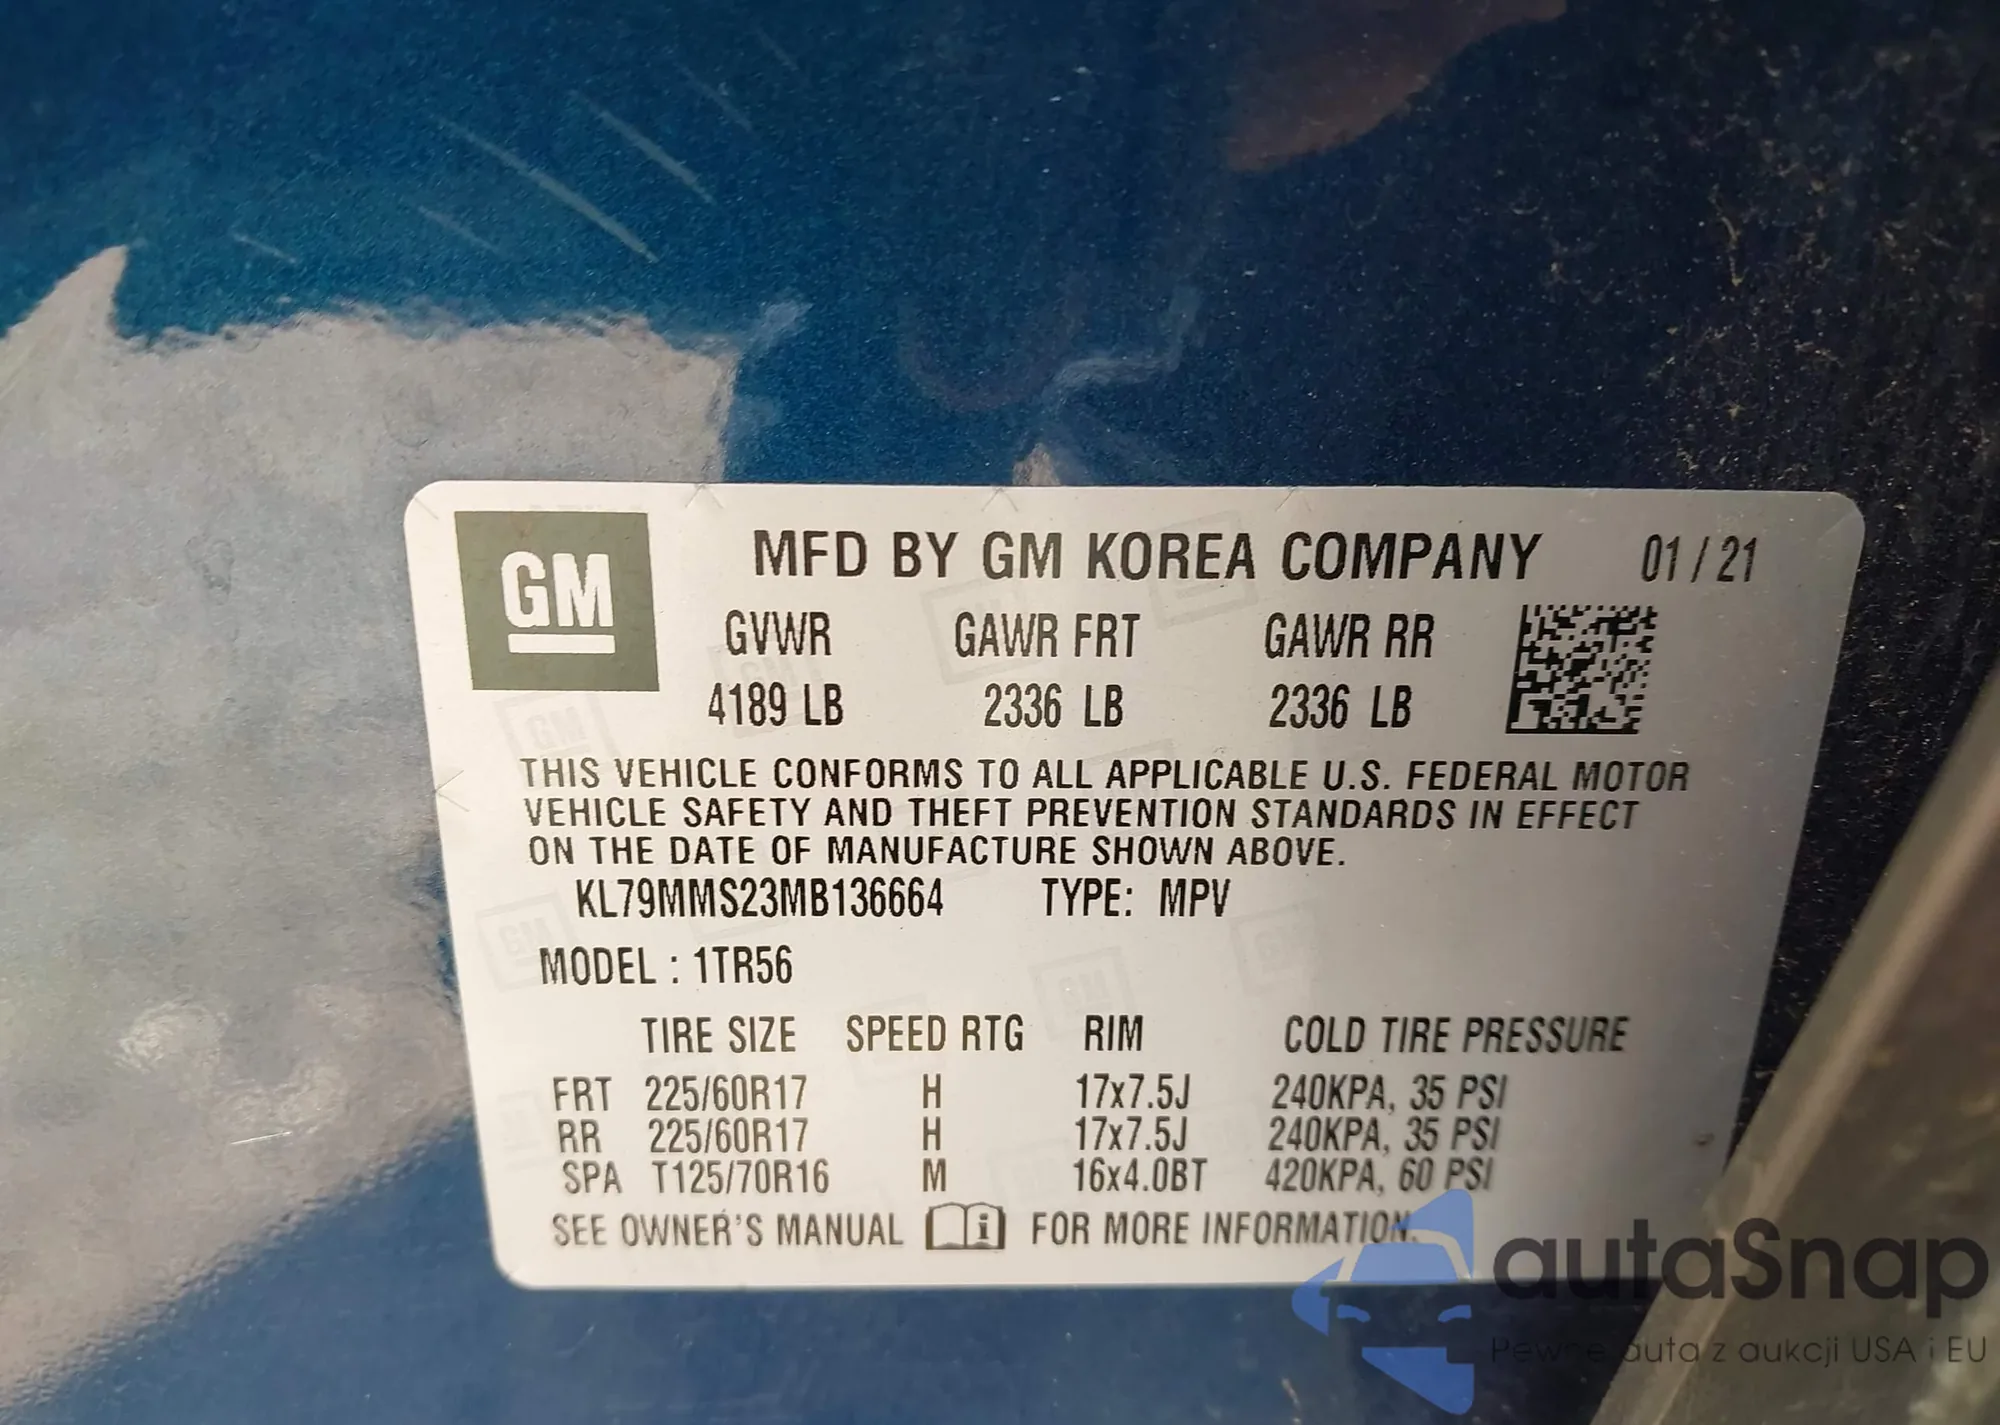 GM
MFD BY GM KOREA COMPANY 01 / 21
GVWR GAWR FRT GAWR RR
4189 LB 2336 LB 2336 LB
THIS VEHICLE CONFORMS TO ALL APPLICABLE U.S. FEDERAL MOTOR
VEHICLE SAFETY AND THEFT PREVENTION STANDARDS IN EFFECT
ON THE DATE OF MANUFACTURE SHOWN ABOVE.
KL79MMS23MB136664 TYPE: MPV
MODEL : 1TR56
TIRE SIZE SPEED RTG RIM COLD TIRE PRESSURE
FRT 225/60R17 H 17x7.5J 240KPA, 35 PSI
RR 225/60R17 H 17x7.5J 240KPA, 35 PSI
SPA T125/70R16 M 16x4.0BT 420KPA, 60 PSI
SEE OWNER'S MANUAL i FOR MORE INFORMATION.
autaSnap
Pewne auta z aukcji USA i EU